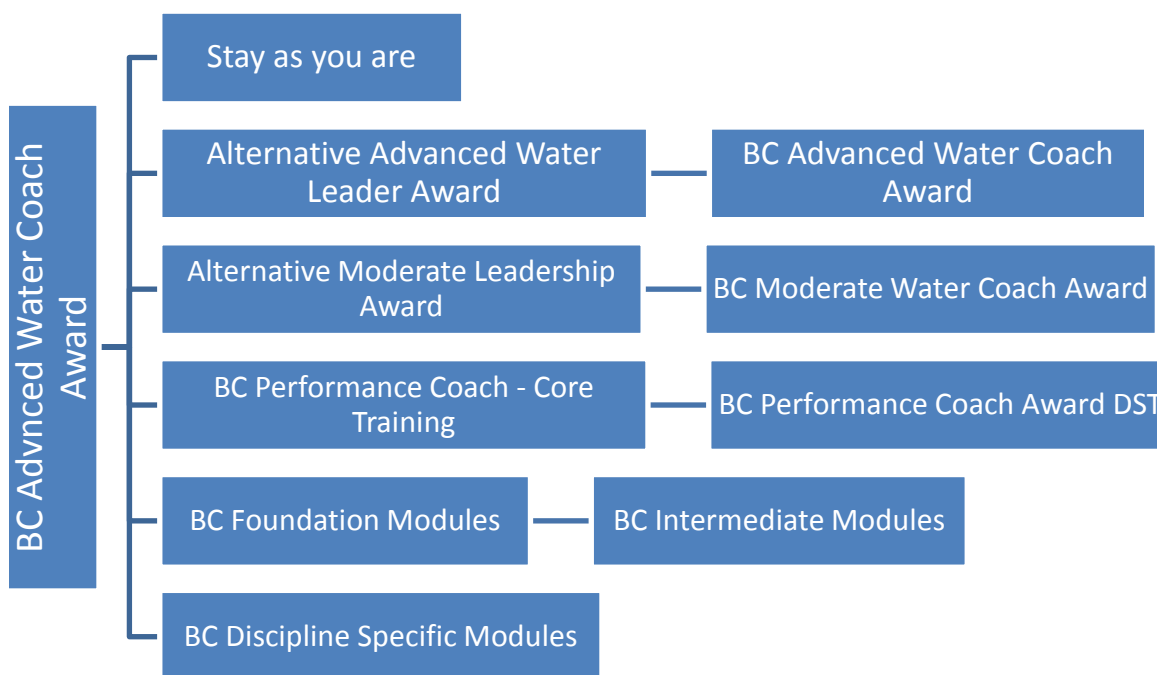 BC Advnced Water Coach
Award
Stay as you are
Alternative Advanced Water
Leader Award
BC Advanced Water Coach
Award
Alternative Moderate Leadership
Award
BC Moderate Water Coach Award
BC Performance Coach - Core
Training
BC Performance Coach Award DST
BC Foundation Modules
BC Intermediate Modules
BC Discipline Specific Modules